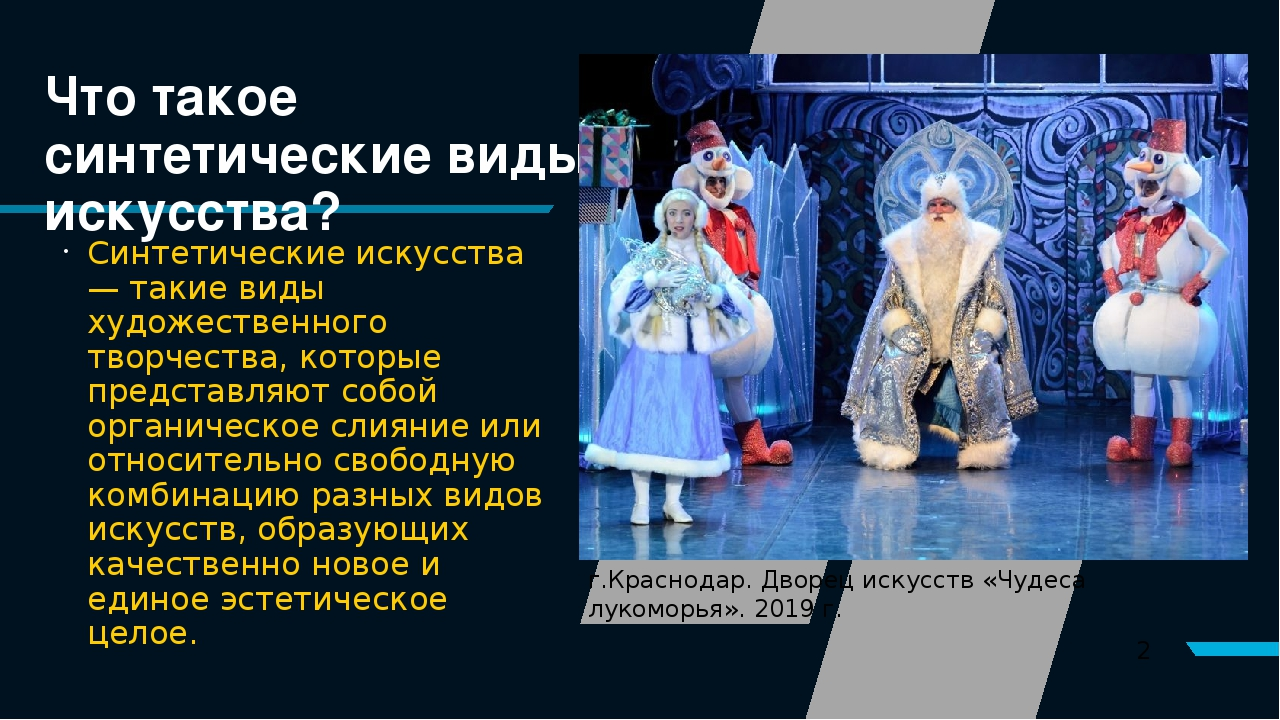 Что такое
синтетические виды
искусства?
Синтетические искусства
— такие виды
художественного
творчества, которые
представляют собой
органическое слияние или
относительно свободную
комбинацию разных видов
искусств, образующих
качественно новое и
единое эстетическое
целое.
г.Краснодар. Дворец искусств «Чудеса
лукоморья». 2019 г.
2